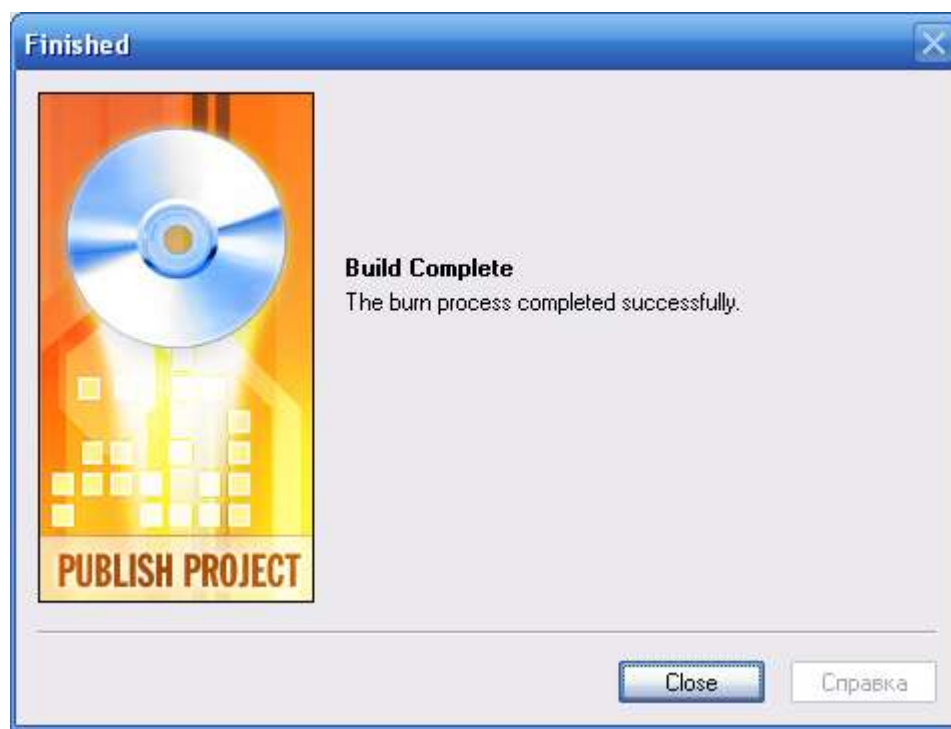 Finished
Build Complete
The burn process completed successfully.
PUBLISH PROJECT
Close
Справка